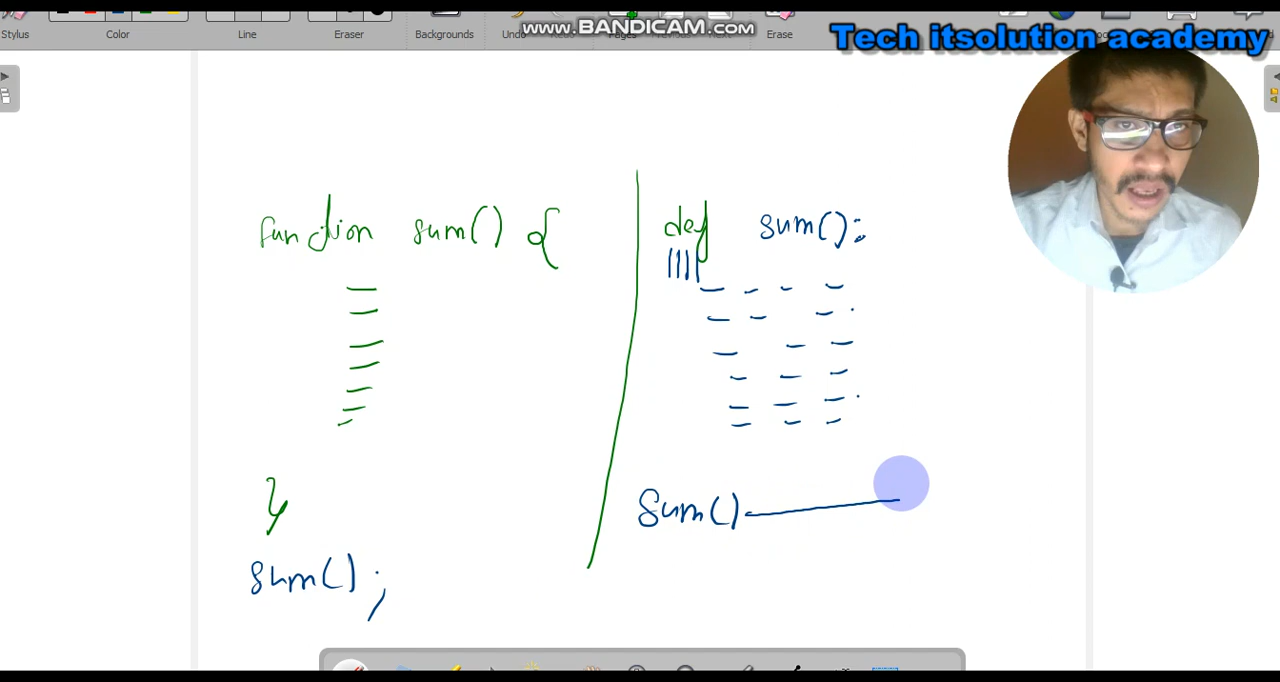 Stylus Color Line Eraser Backgrounds Undo Pages Erase
www.BANDICAM.com
Tech itsolution academy
function sum() {
def sum():
}
sum()
sum();